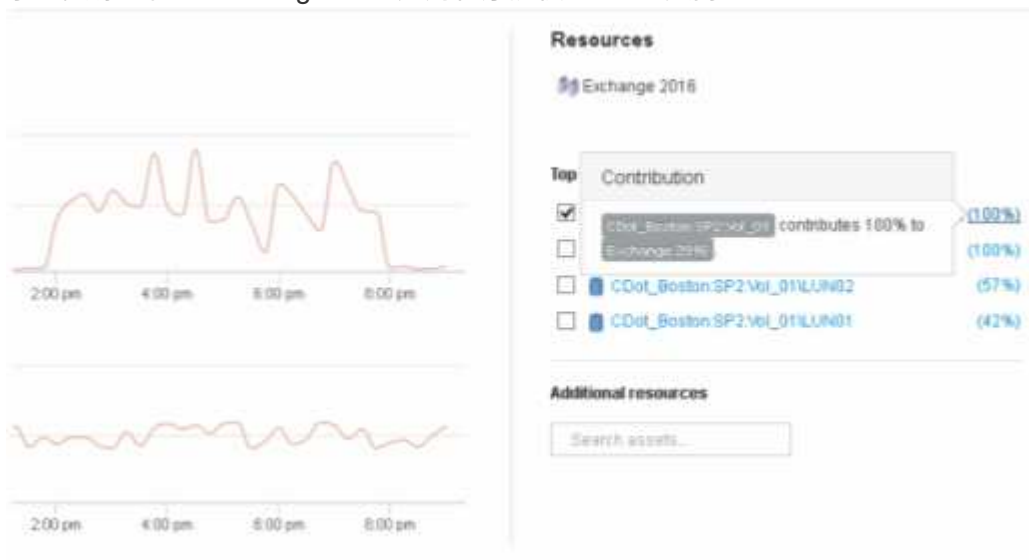 2:00 pm 4:00 pm 6:00 pm 8:00 pm
2:00 pm 4:00 pm 6:00 pm 8:00 pm
Resources
Exchange 2016
Top
Contribution
CDot_Boston:SP2:Vol_01 contributes 100% to
Exchange 2016
(100%)
(100%)
CDot_Boston:SP2:Vol_01\LUN02 (57%)
CDot_Boston:SP2:Vol_01\LUN01 (42%)
Additional resources
Search assets...